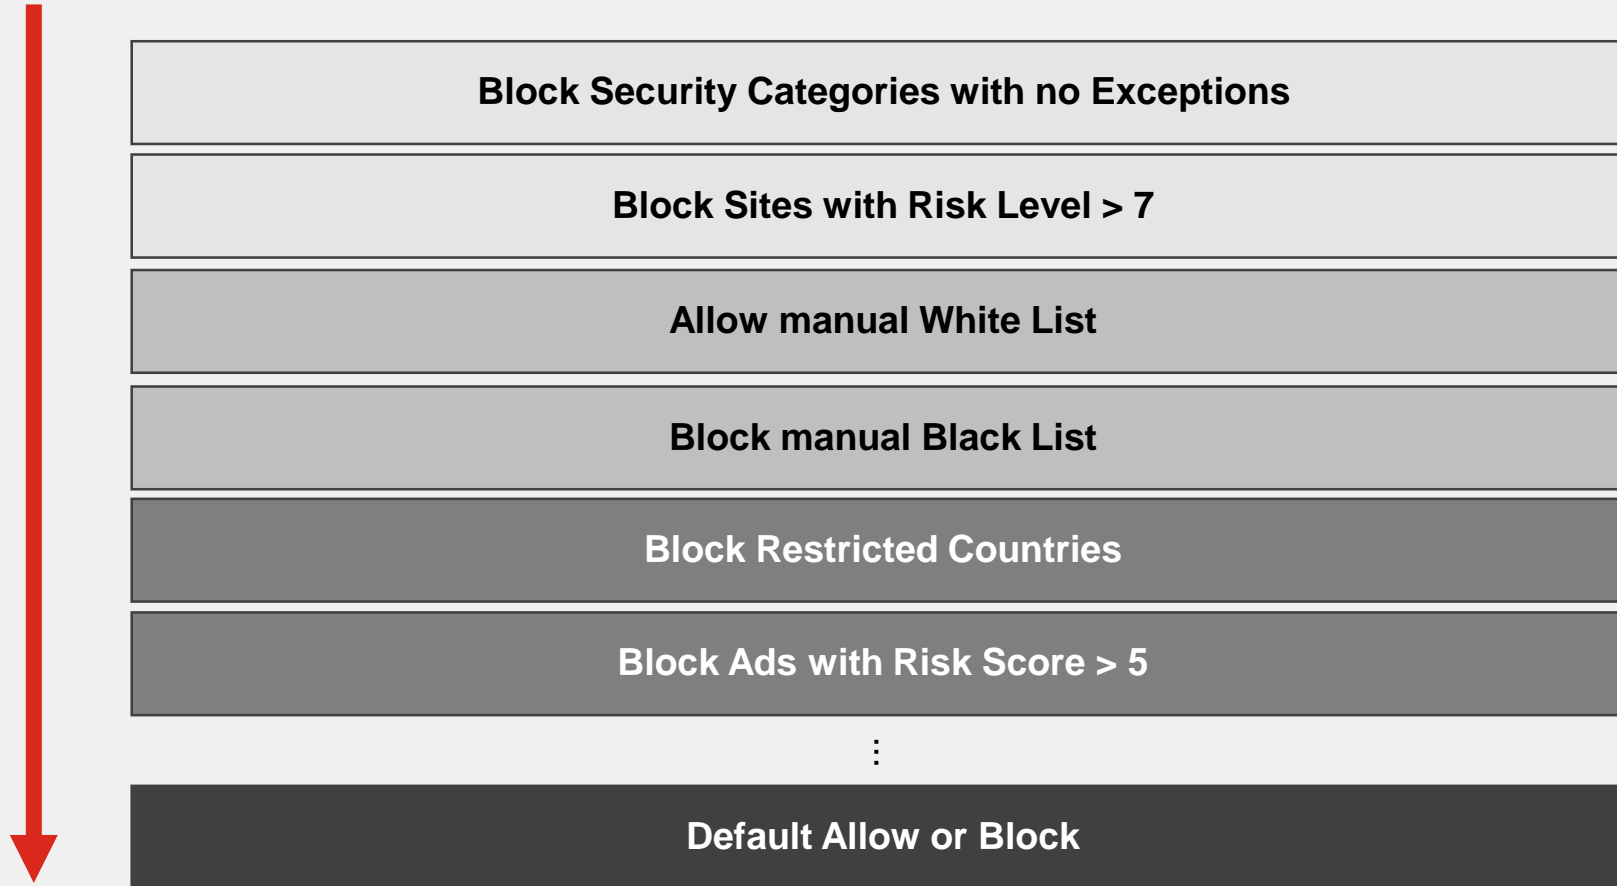 Block Security Categories with no Exceptions
Block Sites with Risk Level > 7
Allow manual White List
Block manual Black List
Block Restricted Countries
Block Ads with Risk Score > 5
⋮
Default Allow or Block